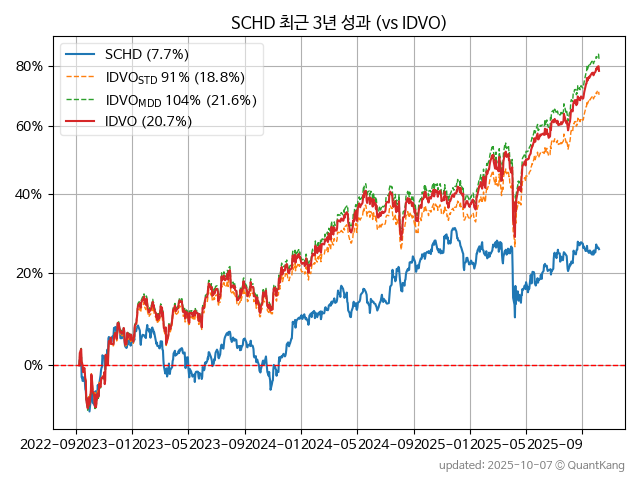 SCHD 최근 3년 성과 (vs IDVO)
SCHD (7.7%)
IDVO_STD 91% (18.8%)
IDVO_MDD 104% (21.6%)
IDVO (20.7%)
80%
60%
40%
20%
0%
2022-09 2023-01 2023-05 2023-09 2024-01 2024-05 2024-09 2025-01 2025-05 2025-09
updated: 2025-10-07 © QuantKang